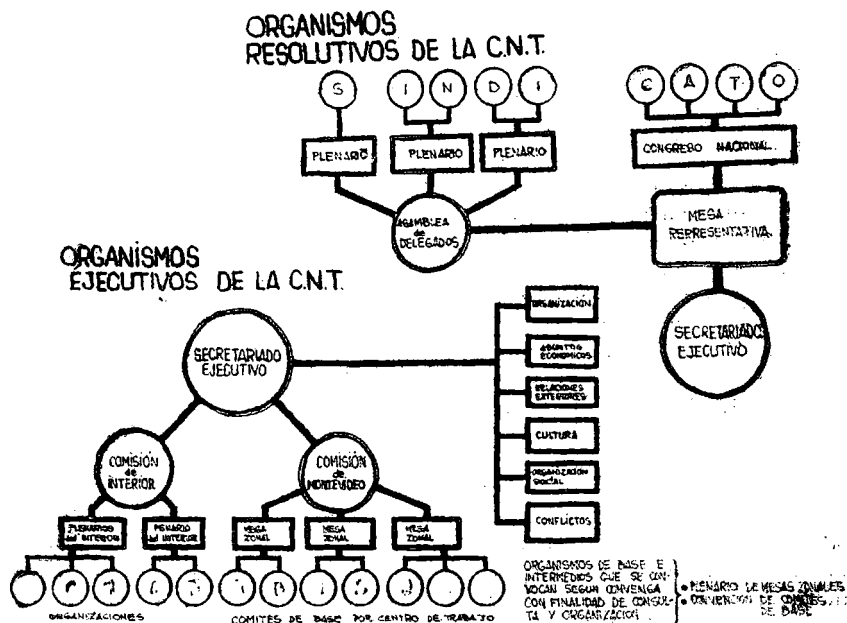 ORGANISMOS
RESOLUTIVOS DE LA C.N.T.
S I N D I C A T O
PLENARIO PLENARIO PLENARIO CONGRESO NACIONAL
ASAMBLEA
de
DELEGADOS
MESA
REPRESENTATIVA
SECRETARIADO
EJECUTIVO
ORGANISMOS
EJECUTIVOS DE LA C.N.T.
SECRETARIADO
EJECUTIVO
ORGANIZACIÓN
ASUNTOS
ECONOMICOS
RELACIONES
EXTERIORES
CULTURA
ORGANIZACION
SOCIAL
CONFLICTOS
COMISIÓN
de
INTERIOR
COMISIÓN
de
MONTEVIDEO
PLENARIOS
del INTERIOR
PLENARIO
del INTERIOR
MESA
ZONAL
MESA
ZONAL
MESA
ZONAL
ORGANIZACIONES
COMITÉS DE BASE POR CENTRO DE TRABAJO
ORGANISMOS DE BASE E
INTERMEDIOS QUE SE CON-
VOCAN SEGUN CONVENGA
CON FINALIDAD DE CONSUL-
TA Y ORGANIZACION
• PLENARIO DE MESAS ZONALES
• CONVENCION DE COMITES
DE BASE